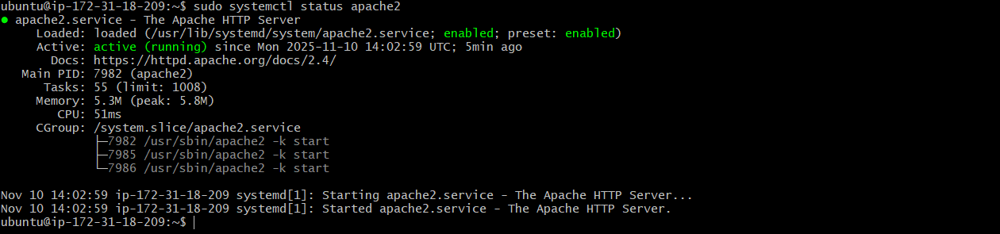 ubuntu@ip-172-31-18-209:~$ sudo systemctl status apache2
● apache2.service - The Apache HTTP Server
     Loaded: loaded (/usr/lib/systemd/system/apache2.service; enabled; preset: enabled)
     Active: active (running) since Mon 2025-11-10 14:02:59 UTC; 5min ago
       Docs: https://httpd.apache.org/docs/2.4/
   Main PID: 7982 (apache2)
      Tasks: 55 (limit: 1008)
     Memory: 5.3M (peak: 5.8M)
        CPU: 51ms
     CGroup: /system.slice/apache2.service
             ├─7982 /usr/sbin/apache2 -k start
             ├─7985 /usr/sbin/apache2 -k start
             └─7986 /usr/sbin/apache2 -k start

Nov 10 14:02:59 ip-172-31-18-209 systemd[1]: Starting apache2.service - The Apache HTTP Server...
Nov 10 14:02:59 ip-172-31-18-209 systemd[1]: Started apache2.service - The Apache HTTP Server.
ubuntu@ip-172-31-18-209:~$